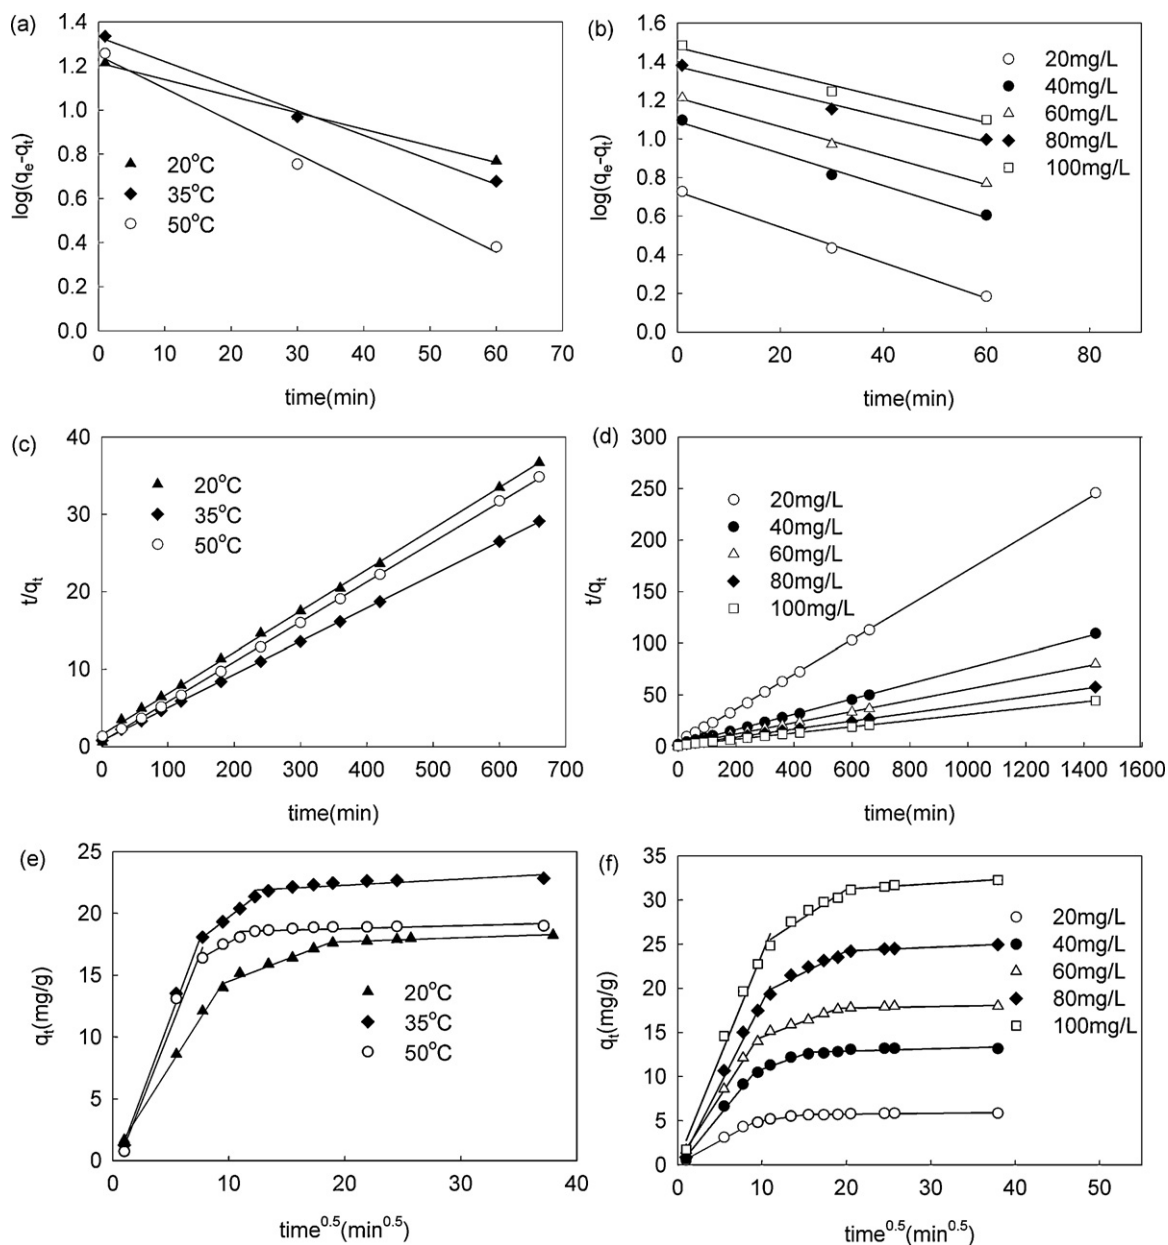 (a)
1.4
1.2
1.0
0.8
0.6
0.4
0.2
0.0
log(qe-qt)
20°C
35°C
50°C
0 10 20 30 40 50 60 70
time(min)
(b)
1.6
1.4
1.2
1.0
0.8
0.6
0.4
0.2
0.0
log(qe-qt)
20mg/L
40mg/L
60mg/L
80mg/L
100mg/L
0 20 40 60 80
time(min)
(c)
40
30
20
10
0
t/qt
20°C
35°C
50°C
0 100 200 300 400 500 600 700
time(min)
(d)
300
250
200
150
100
50
0
t/qt
20mg/L
40mg/L
60mg/L
80mg/L
100mg/L
0 200 400 600 800 1000 1200 1400 1600
time(min)
(e)
25
20
15
10
5
0
qt(mg/g)
20°C
35°C
50°C
0 10 20 30 40
time0.5(min0.5)
(f)
35
30
25
20
15
10
5
0
qt(mg/g)
20mg/L
40mg/L
60mg/L
80mg/L
100mg/L
0 10 20 30 40 50
time0.5(min0.5)